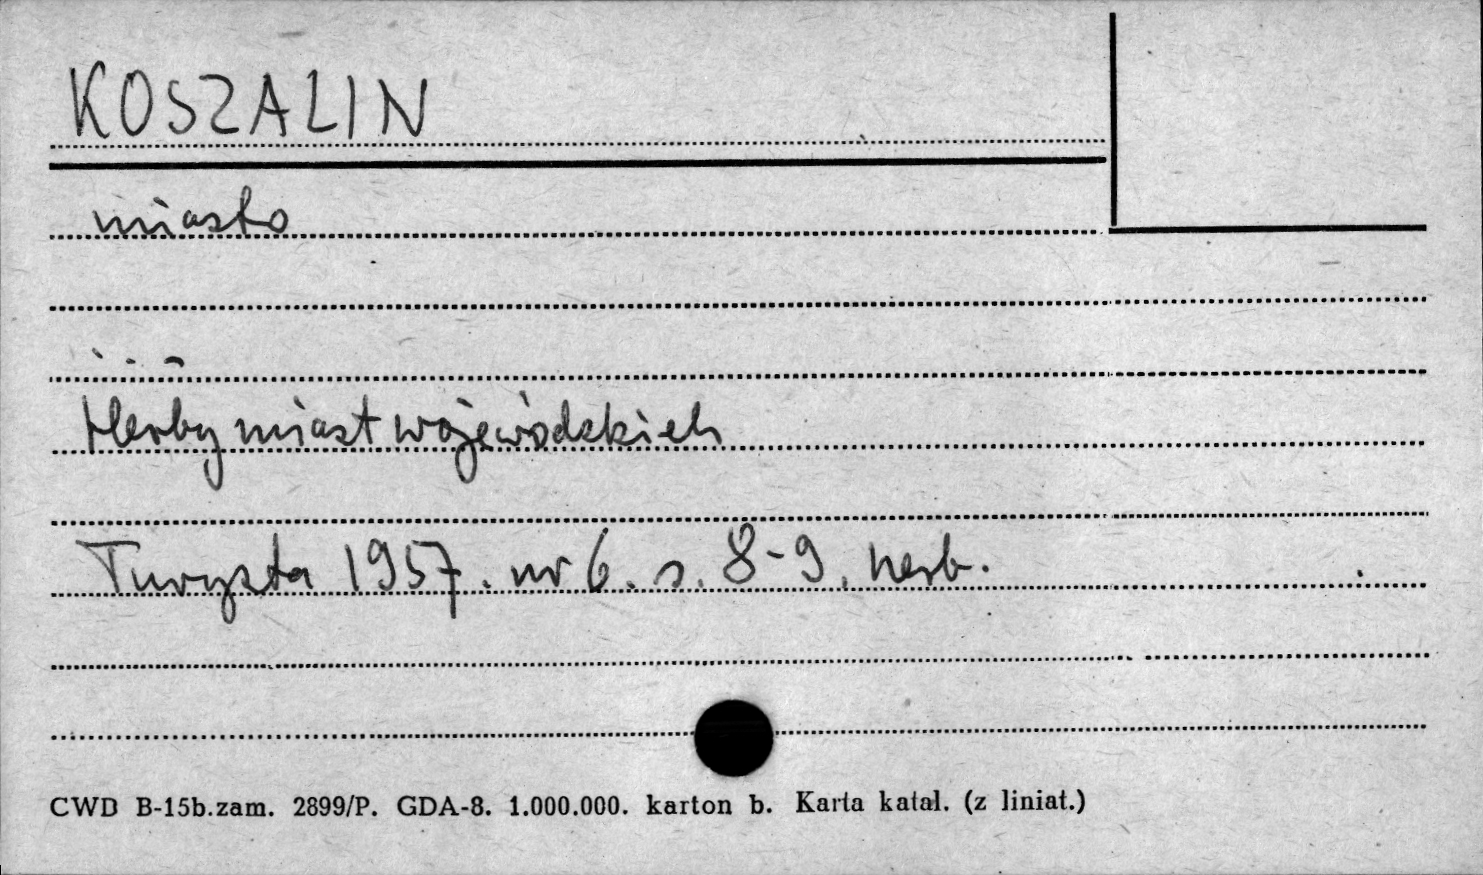 KOSZALIN
miasto
Herby miast wojewódzkich
Turysta 1957. nr 6. s. 8-9. herb.
CWD B-15b.zam. 2899/P. GDA-8. 1.000.000. karton b. Karta katal. (z liniat.)